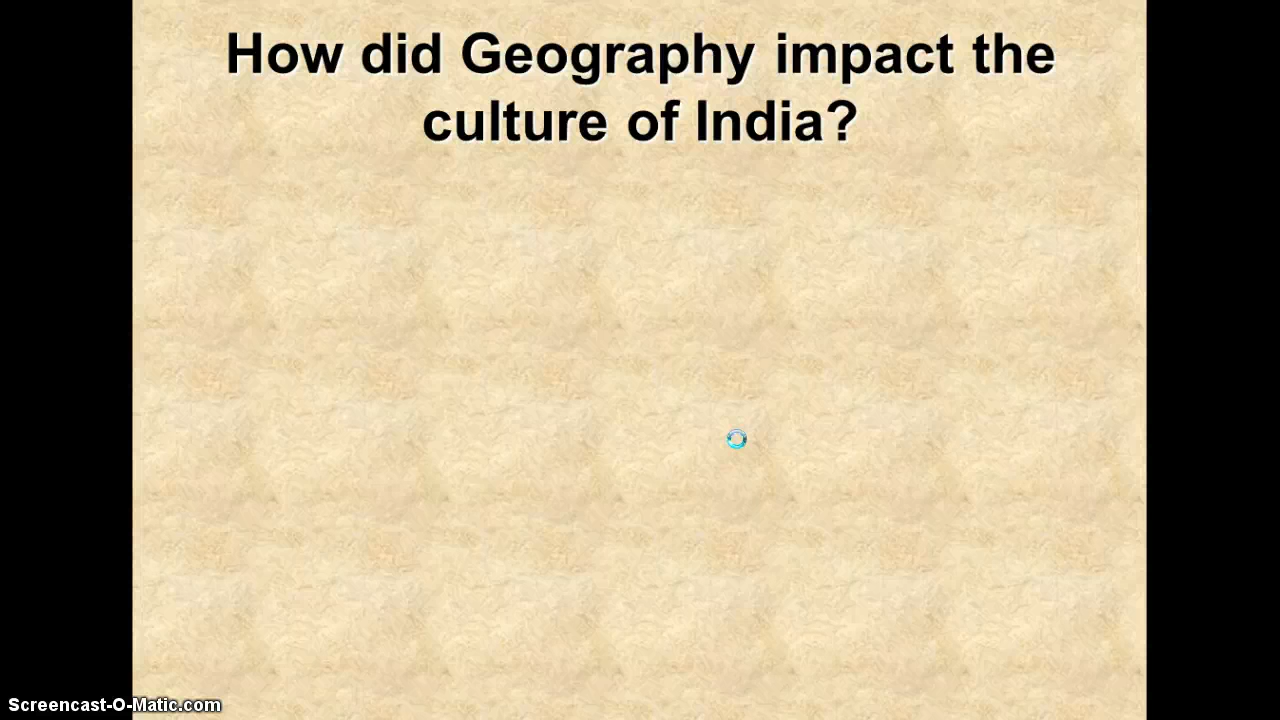 How did Geography impact the
culture of India?
Screencast-O-Matic.com